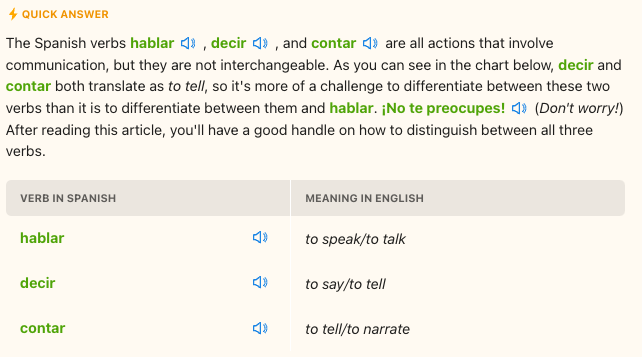 QUICK ANSWER
The Spanish verbs hablar , decir , and contar are all actions that involve
communication, but they are not interchangeable. As you can see in the chart below, decir and
contar both translate as to tell, so it's more of a challenge to differentiate between these two
verbs than it is to differentiate between them and hablar. ¡No te preocupes! (Don't worry!)
After reading this article, you'll have a good handle on how to distinguish between all three
verbs.
VERB IN SPANISH MEANING IN ENGLISH
hablar to speak/to talk
decir to say/to tell
contar to tell/to narrate